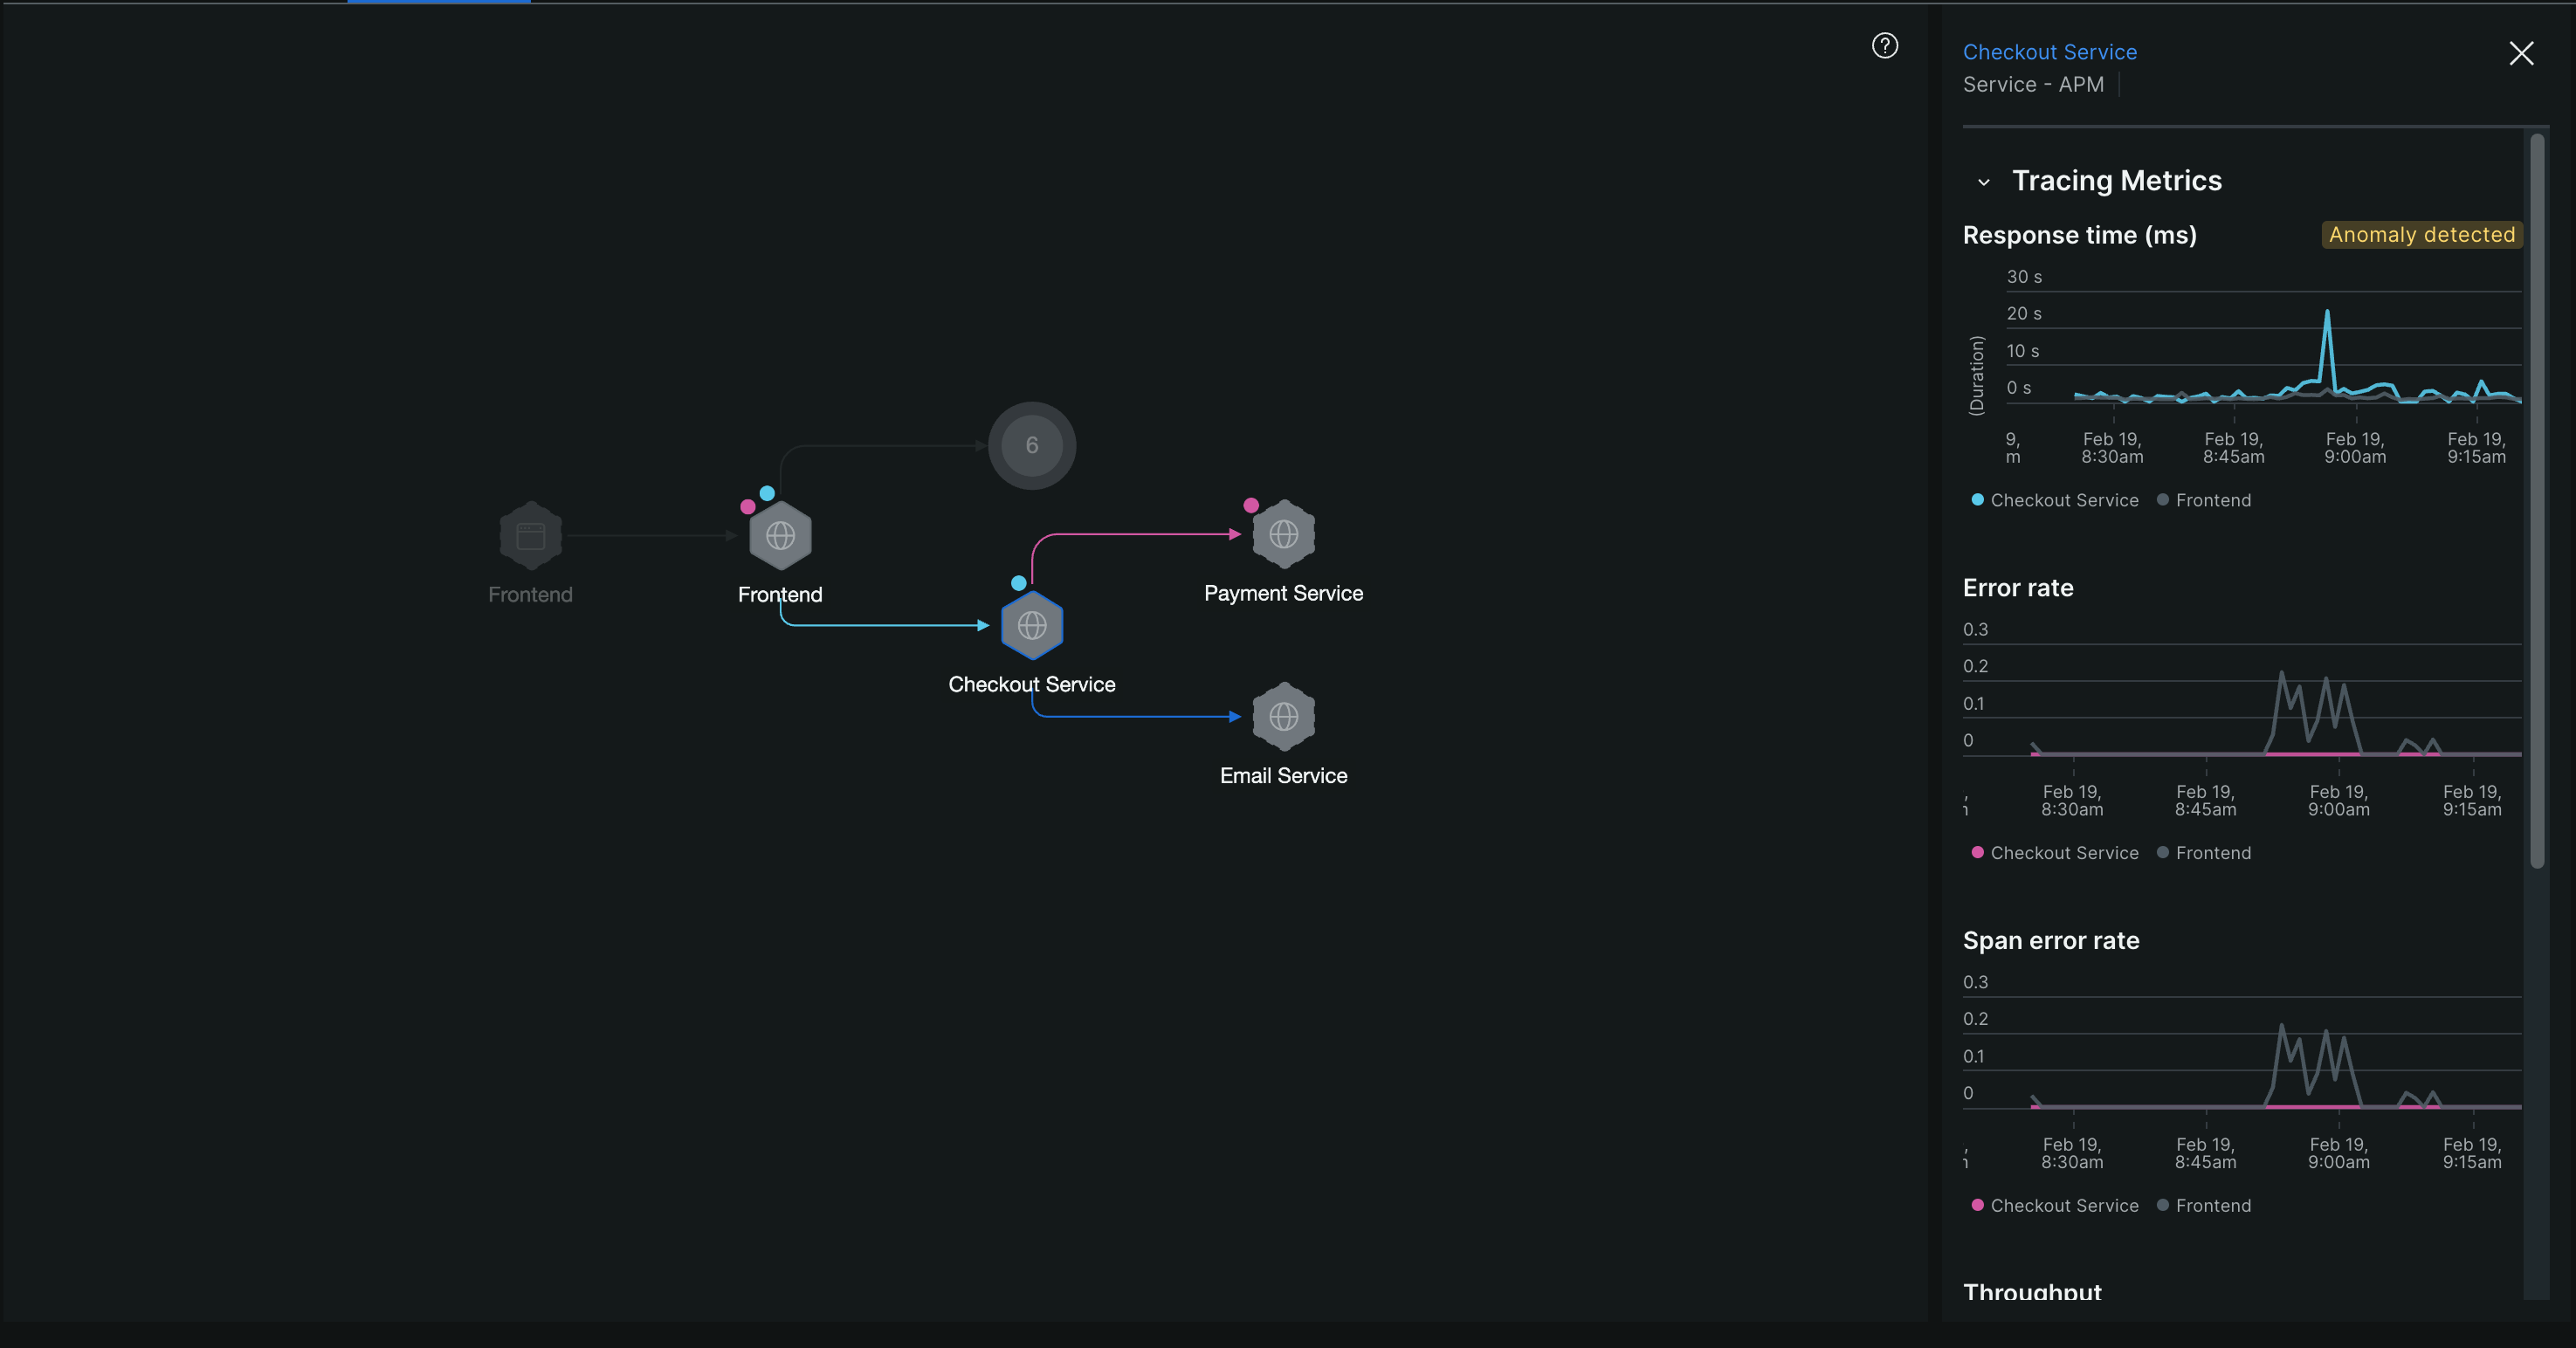 6
Frontend
Frontend
Payment Service
Checkout Service
Email Service
Checkout Service
Service - APM
Tracing Metrics
Response time (ms)
Anomaly detected
30 s
20 s
10 s
0 s
(Duration)
9, Feb 19, Feb 19, Feb 19, Feb 19,
m 8:30am 8:45am 9:00am 9:15am
Checkout Service Frontend
Error rate
0.3
0.2
0.1
0
Feb 19, Feb 19, Feb 19, Feb 19,
8:30am 8:45am 9:00am 9:15am
Checkout Service Frontend
Span error rate
0.3
0.2
0.1
0
Feb 19, Feb 19, Feb 19, Feb 19,
8:30am 8:45am 9:00am 9:15am
Checkout Service Frontend
Throughput